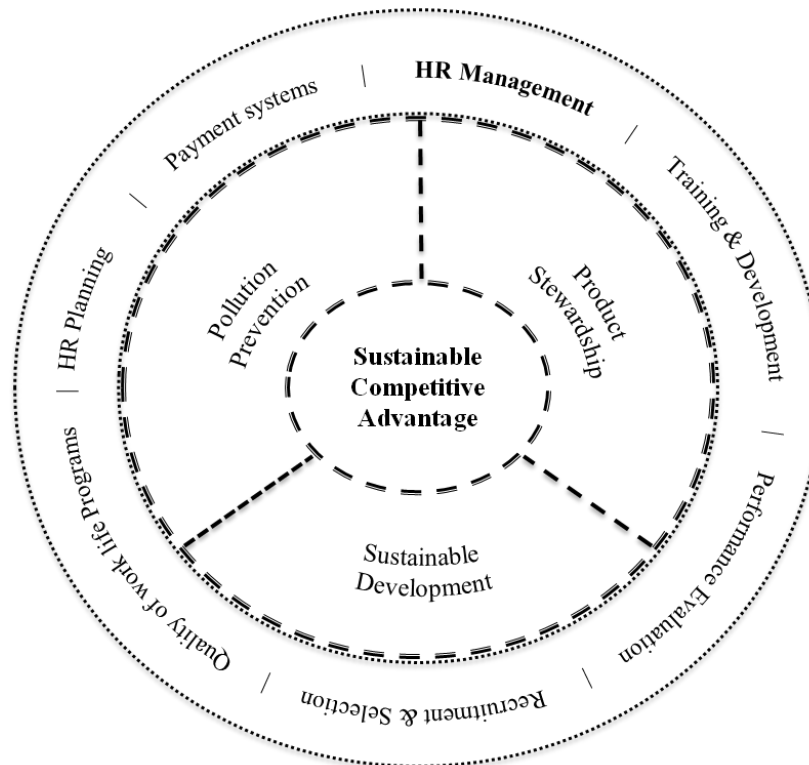 HR Management
Training & Development
Performance Evaluation
Recruitment & Selection
Quality of work life Programs
HR Planning
Payment systems
Pollution
Prevention
Product
Stewardship
Sustainable
Competitive
Advantage
Sustainable
Development